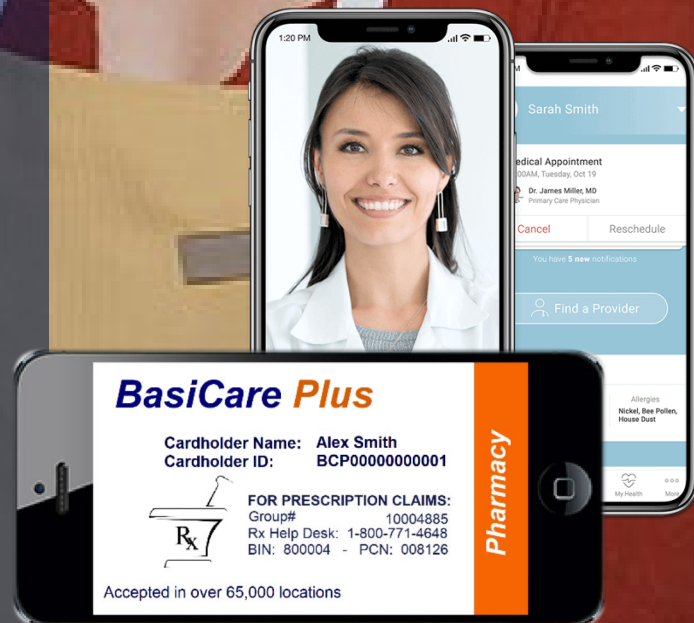 1:20 PM
Sarah Smith
Medical Appointment
00AM, Tuesday, Oct 19
Dr. James Miller, MD
Primary Care Physician
Cancel Reschedule
You have 5 new notifications
Find a Provider
Allergies
Nickel, Bee Pollen,
House Dust
My Health More
BasiCare Plus
Cardholder Name: Alex Smith
Cardholder ID: BCP00000000001
FOR PRESCRIPTION CLAIMS:
Group# 10004885
Rx Help Desk: 1-800-771-4648
BIN: 800004 - PCN: 008126
Rx
Accepted in over 65,000 locations
Pharmacy